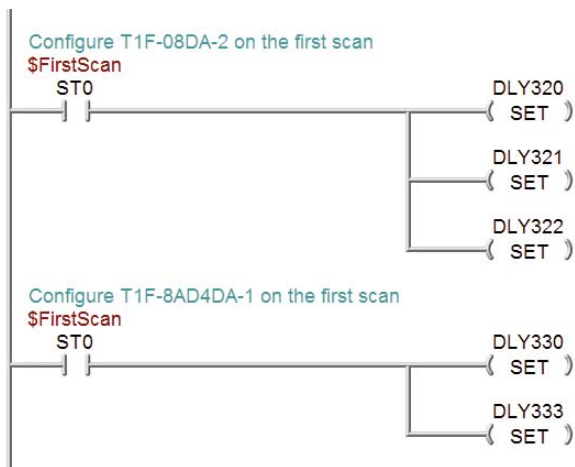 Configure T1F-08DA-2 on the first scan
$FirstScan
ST0
DLY320
SET
DLY321
SET
DLY322
SET
Configure T1F-8AD4DA-1 on the first scan
$FirstScan
ST0
DLY330
SET
DLY333
SET